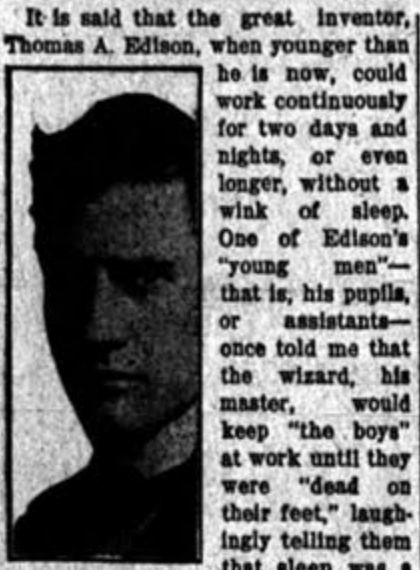 It is said that the great inventor,
Thomas A. Edison, when younger than
he is now, could
work continuously
for two days and
nights, or even
longer, without a
wink of sleep.
One of Edison's
"young men"—
that is, his pupils,
or assistants—
once told me that
the wizard, his
master, would
keep "the boys"
at work until they
were "dead on
their feet," laugh-
ingly telling them
that sleep was a